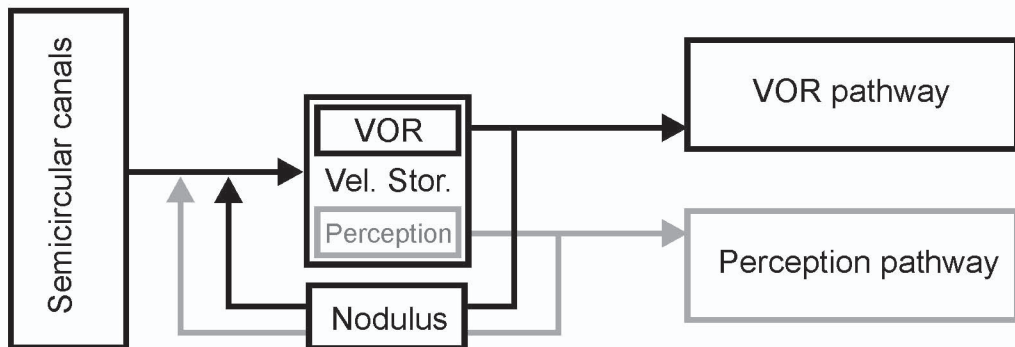 Semicircular canals
VOR
Vel. Stor.
Perception
Nodulus
VOR pathway
Perception pathway